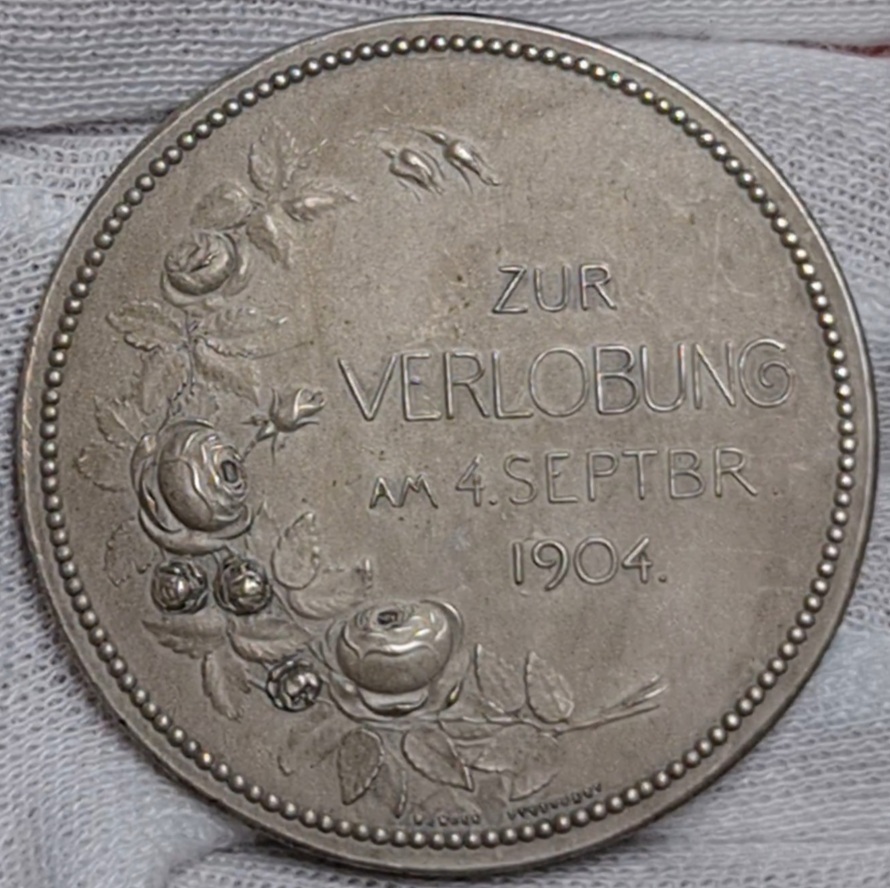 ZUR
VERLOBUNG
AM 4. SEPTBR.
1904.